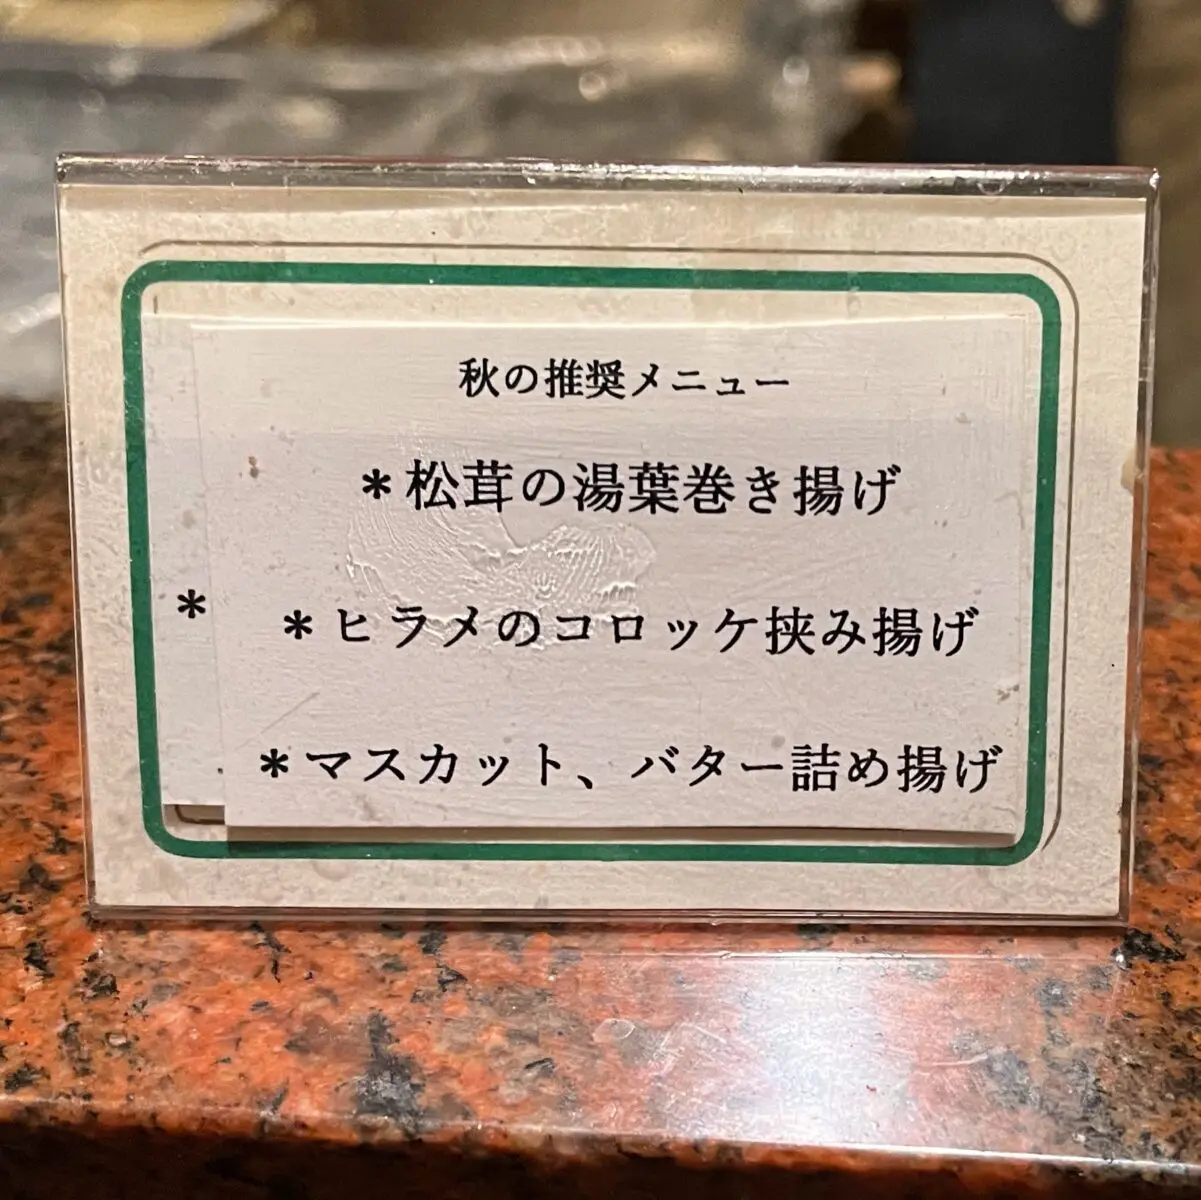 秋の推奨メニュー
＊松茸の湯葉巻き揚げ
＊
＊ヒラメのコロッケ挟み揚げ
＊マスカット、バター詰め揚げ